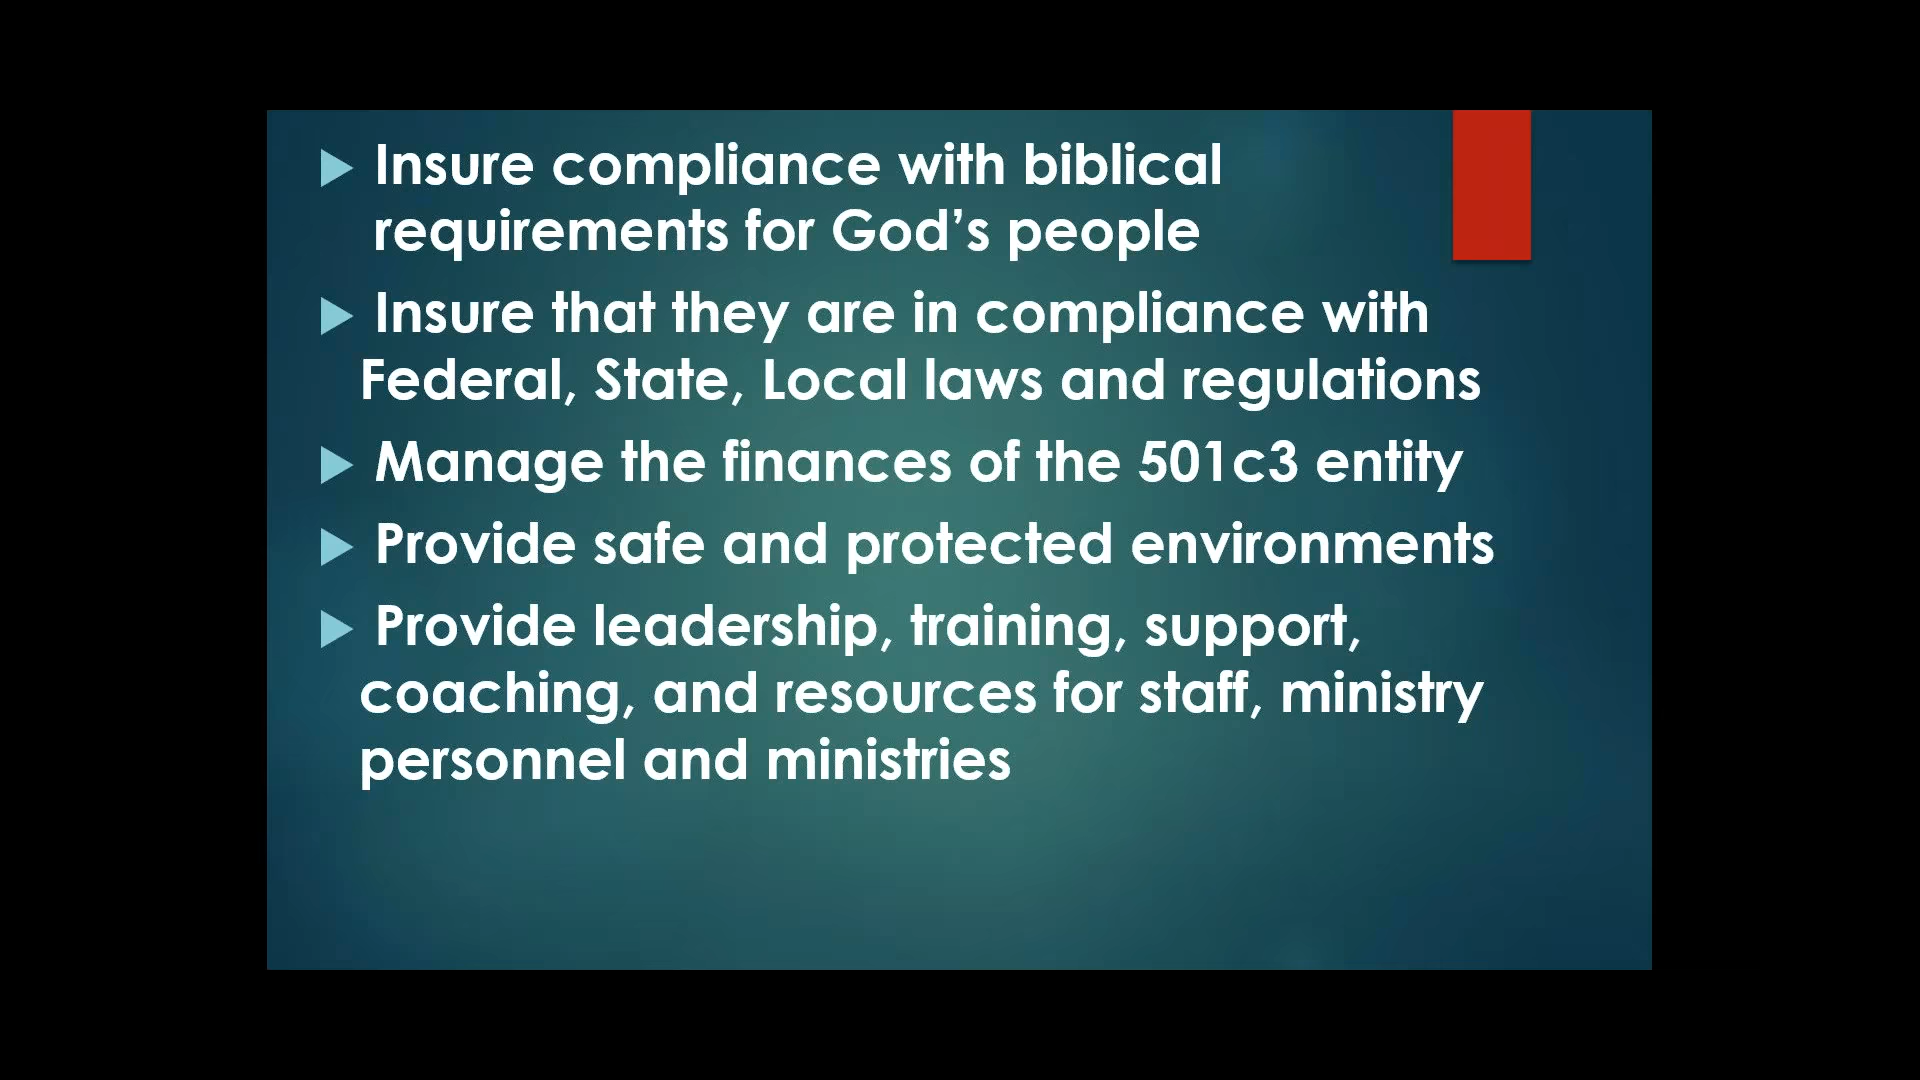 Insure compliance with biblical
requirements for God’s people
Insure that they are in compliance with
Federal, State, Local laws and regulations
Manage the finances of the 501c3 entity
Provide safe and protected environments
Provide leadership, training, support,
coaching, and resources for staff, ministry
personnel and ministries